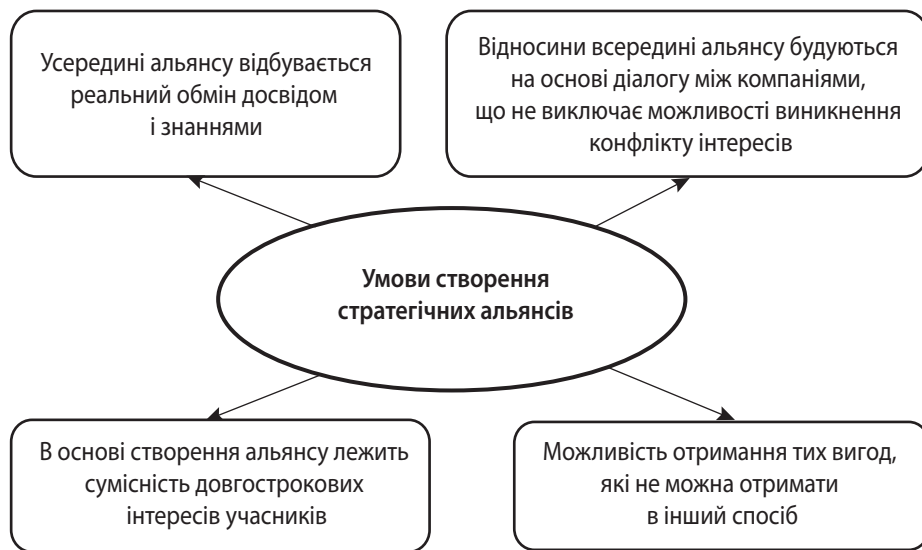 Усередині альянсу відбувається
реальний обмін досвідом
і знаннями
Відносини всередині альянсу будуються
на основі діалогу між компаніями,
що не виключає можливості виникнення
конфлікту інтересів
Умови створення
стратегічних альянсів
В основі створення альянсу лежить
сумісність довгострокових
інтересів учасників
Можливість отримання тих вигод,
які не можна отримати
в інший спосіб